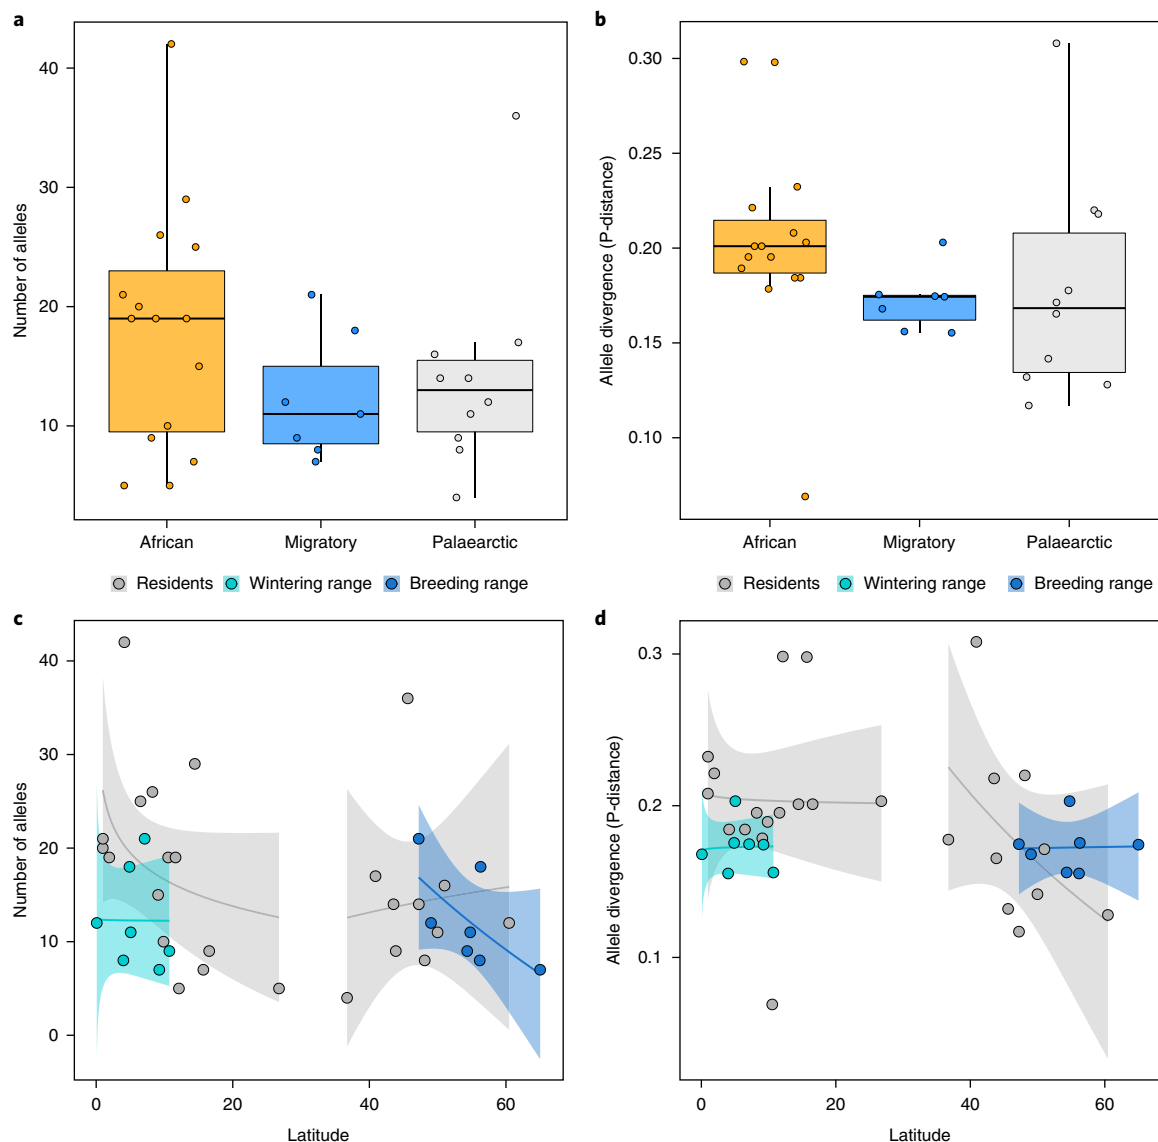 a
Number of alleles
40
30
20
10
African Migratory Palaearctic
b
Allele divergence (P-distance)
0.30
0.25
0.20
0.15
0.10
African Migratory Palaearctic
Residents Wintering range Breeding range
Residents Wintering range Breeding range
c
Number of alleles
40
30
20
10
0
0 20 40 60
Latitude
d
Allele divergence (P-distance)
0.3
0.2
0.1
0 20 40 60
Latitude